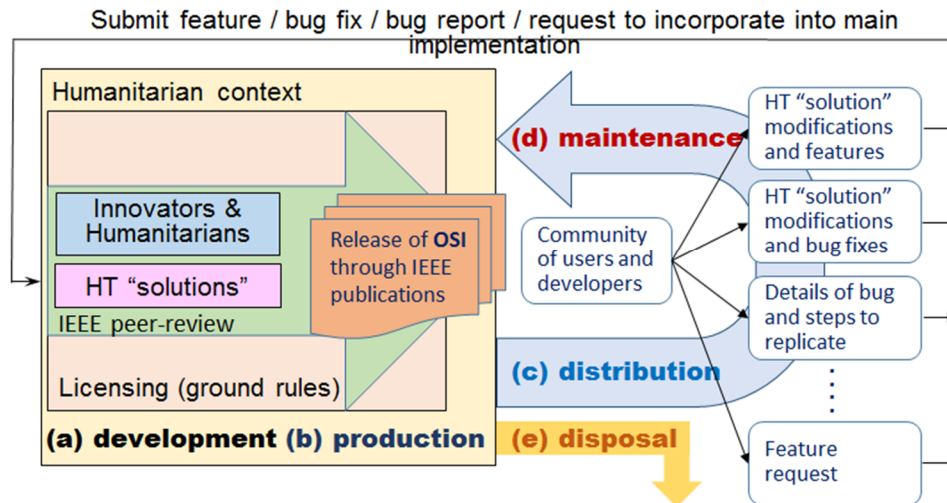 Submit feature / bug fix / bug report / request to incorporate into main
implementation
Humanitarian context
Innovators &
Humanitarians
HT “solutions”
IEEE peer-review
Licensing (ground rules)
Release of OSI
through IEEE
publications
(a) development (b) production
(d) maintenance
Community
of users and
developers
(c) distribution
(e) disposal
HT “solution”
modifications
and features
HT “solution”
modifications
and bug fixes
Details of bug
and steps to
replicate
Feature
request